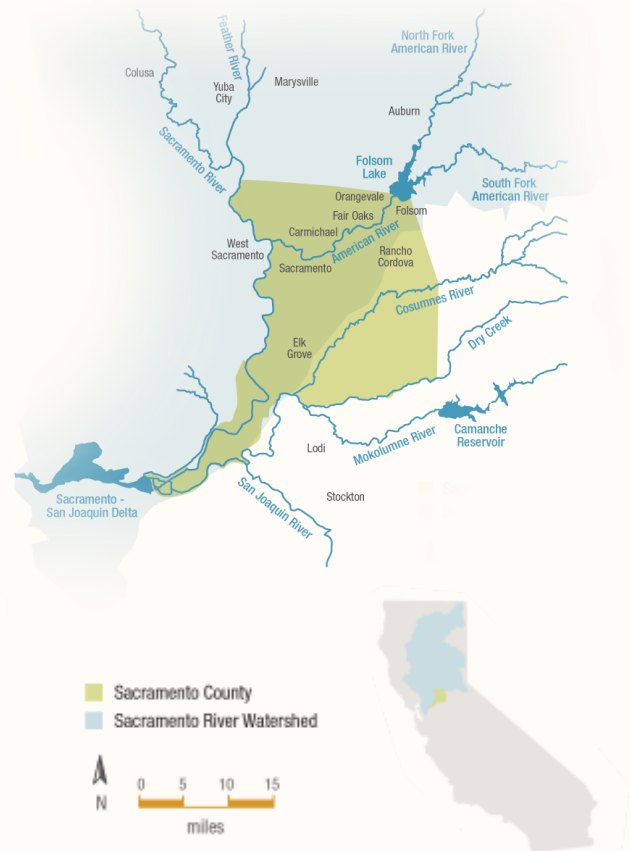 North Fork
American River
Feather River
Colusa
Yuba
City
Marysville
Auburn
Sacramento River
Folsom
Lake
South Fork
American River
Orangevale
Folsom
Fair Oaks
Carmichael
American River
West
Sacramento
Sacramento
Rancho
Cordova
Cosumnes River
Dry Creek
Elk
Grove
Camanche
Reservoir
Mokolumne River
Lodi
Sacramento -
San Joaquin Delta
San Joaquin River
Stockton
Sacramento County
Sacramento River Watershed
N
0 5 10 15
miles